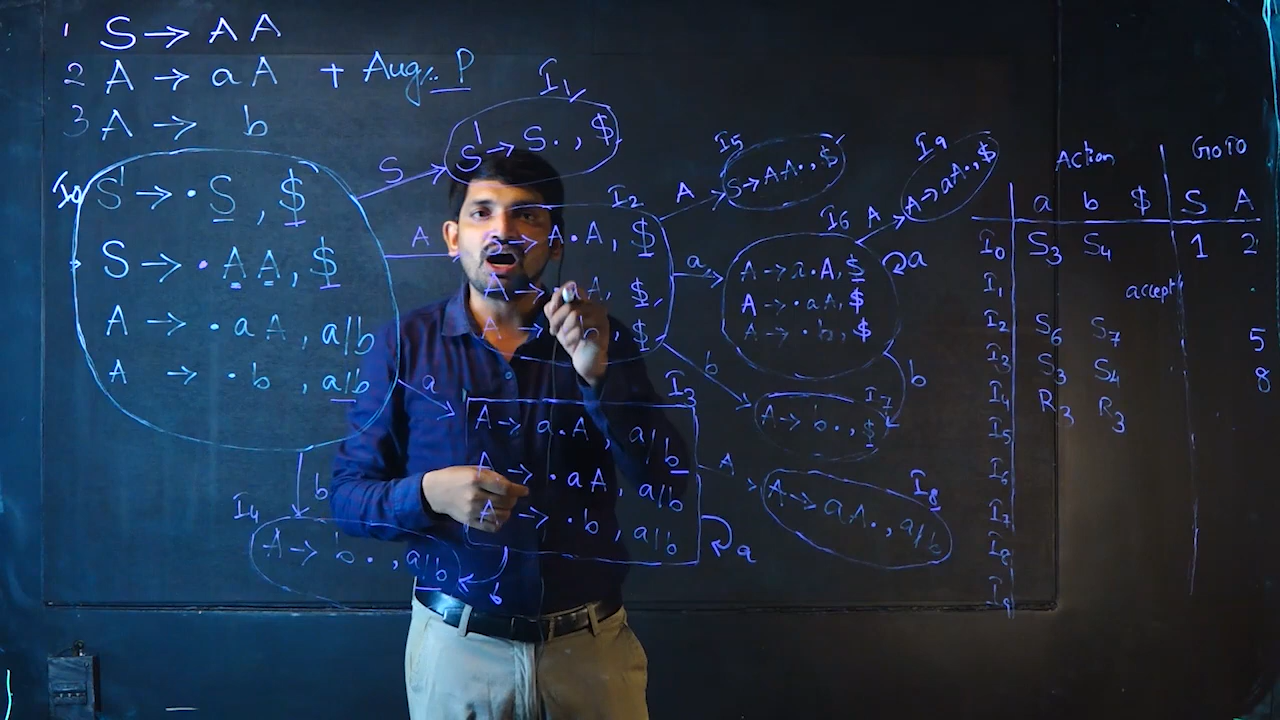 1 S → AA
2 A → aA + Aug. P
3 A → b
I0
S' → ·S , $
S → ·AA, $
A → ·aA, a/b
A → ·b , a/b
S
I1
S' → S. , $
A
I2
→ A·A, $
A → aA, $,
A → b, $
a
I3
A → a.A , a/b
A → ·aA , a/b
A → ·b , a/b
a
b
b
I4
A → b. , a/b
A
I5
S → AA. , $
a
I6
A → a.A, $
A → ·aA, $
A → ·b, $
a
b
b
I7
A → b. , $
A
I8
A → aA. , a/b
A
I9
A → aA. , $
Action GOTO
a b $ S A
I0 S3 S4 1 2
I1 accept
I2 S6 S7 5
I3 S3 S4 8
I4 R3 R3
I5
I6
I7
I8
I9